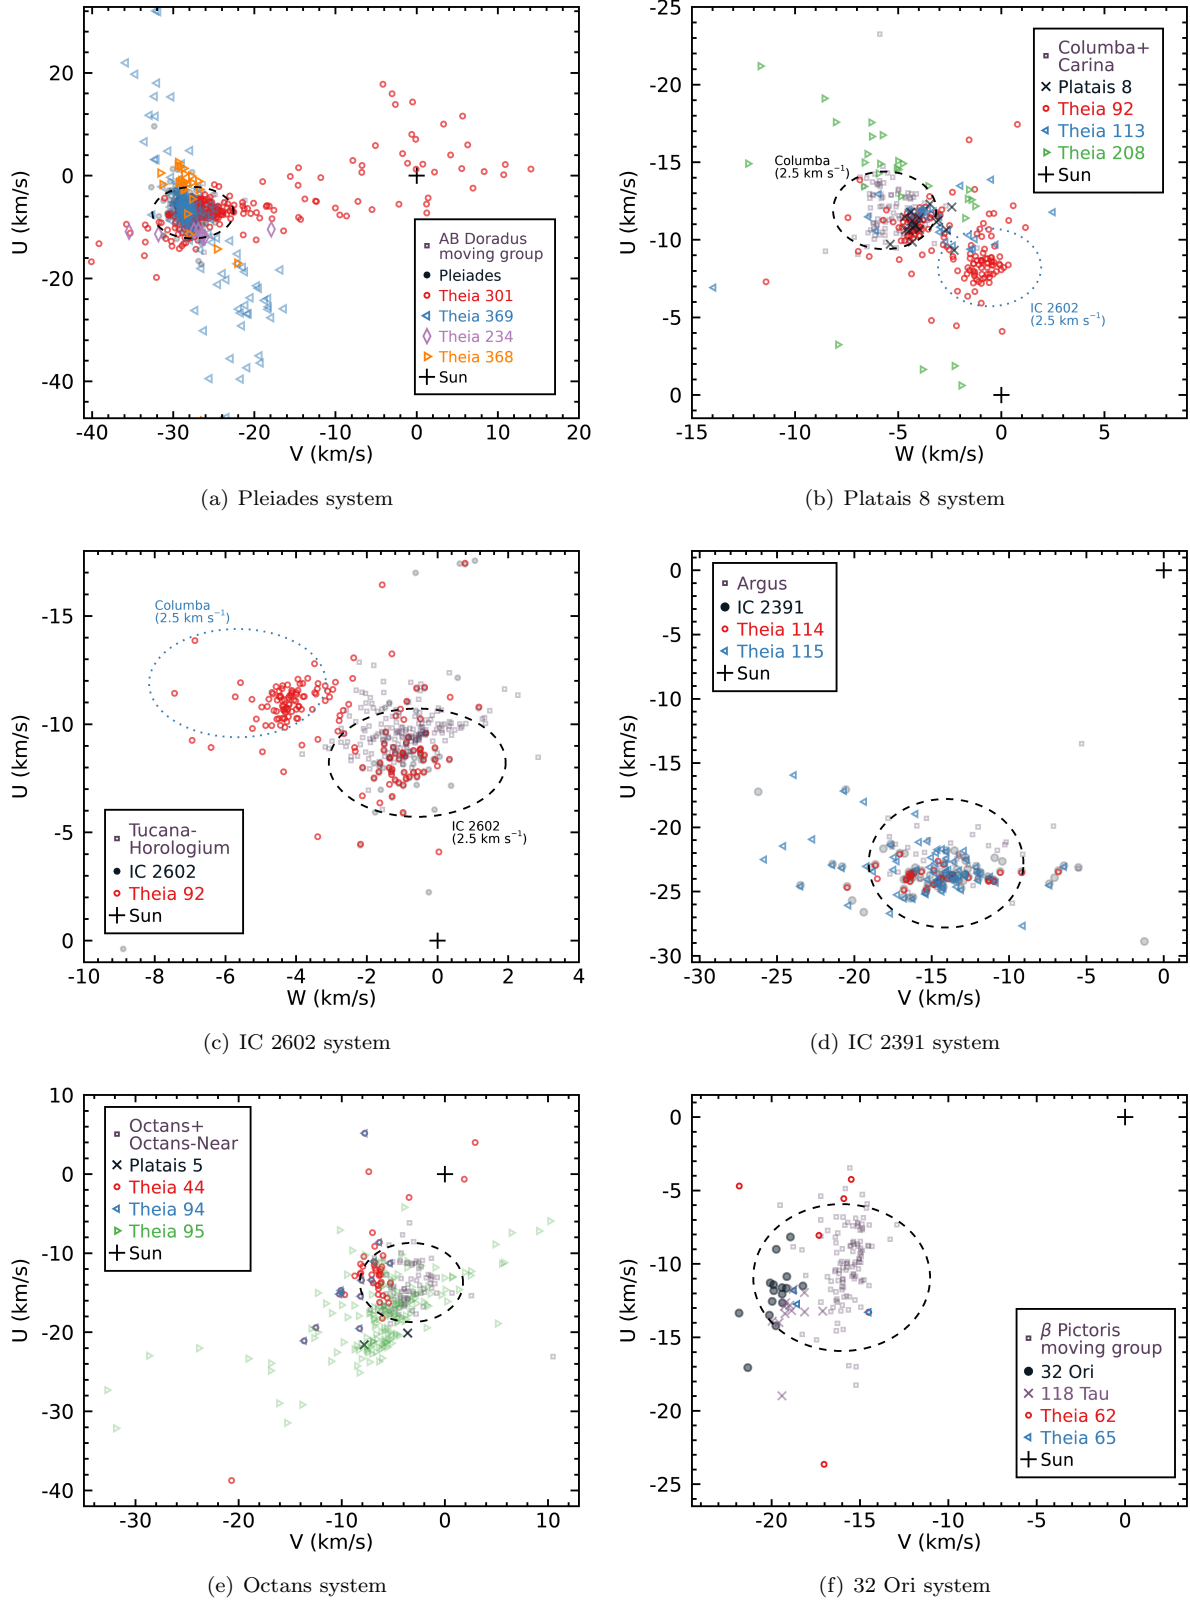 20
0
-20
-40
U (km/s)
-40
-30
-20
-10
0
10
20
V (km/s)
AB Doradus
moving group
Pleiades
Theia 301
Theia 369
Theia 234
Theia 368
Sun
(a) Pleiades system
-25
-20
-15
-10
-5
0
U (km/s)
-15
-10
-5
0
5
W (km/s)
Columba
(2.5 km s⁻¹)
IC 2602
(2.5 km s⁻¹)
Columba+
Carina
Platais 8
Theia 92
Theia 113
Theia 208
Sun
(b) Platais 8 system
-15
-10
-5
0
U (km/s)
-10
-8
-6
-4
-2
0
2
4
W (km/s)
Columba
(2.5 km s⁻¹)
IC 2602
(2.5 km s⁻¹)
Tucana-
Horologium
IC 2602
Theia 92
Sun
(c) IC 2602 system
0
-5
-10
-15
-20
-25
-30
U (km/s)
-30
-25
-20
-15
-10
-5
0
V (km/s)
Argus
IC 2391
Theia 114
Theia 115
Sun
(d) IC 2391 system
10
0
-10
-20
-30
-40
U (km/s)
-30
-20
-10
0
10
V (km/s)
Octans+
Octans-Near
Platais 5
Theia 44
Theia 94
Theia 95
Sun
(e) Octans system
0
-5
-10
-15
-20
-25
U (km/s)
-20
-15
-10
-5
0
V (km/s)
β Pictoris
moving group
32 Ori
118 Tau
Theia 62
Theia 65
Sun
(f) 32 Ori system